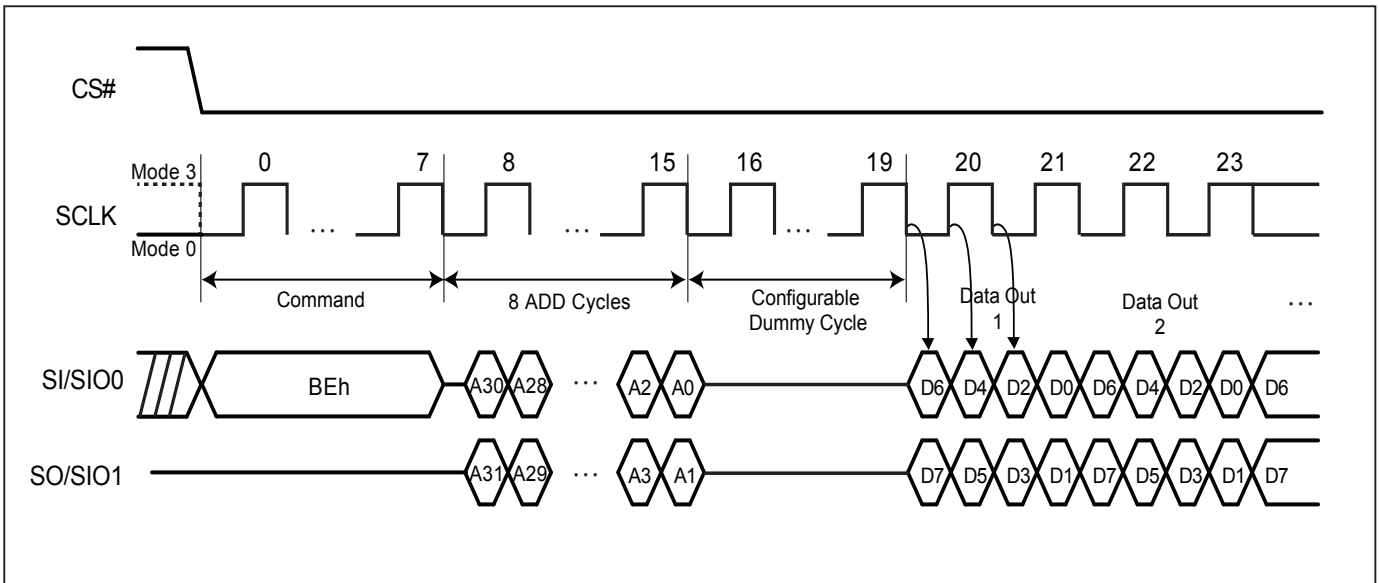 CS#
0 7 8 15 16 19 20 21 22 23
Mode 3
SCLK
Mode 0
... ... ...
Command
8 ADD Cycles
Configurable
Dummy Cycle
Data Out
1
Data Out
2
...
SI/SIO0 BEh A30 A28 ... A2 A0 D6 D4 D2 D0 D6 D4 D2 D0 D6
SO/SIO1 A31 A29 ... A3 A1 D7 D5 D3 D1 D7 D5 D3 D1 D7